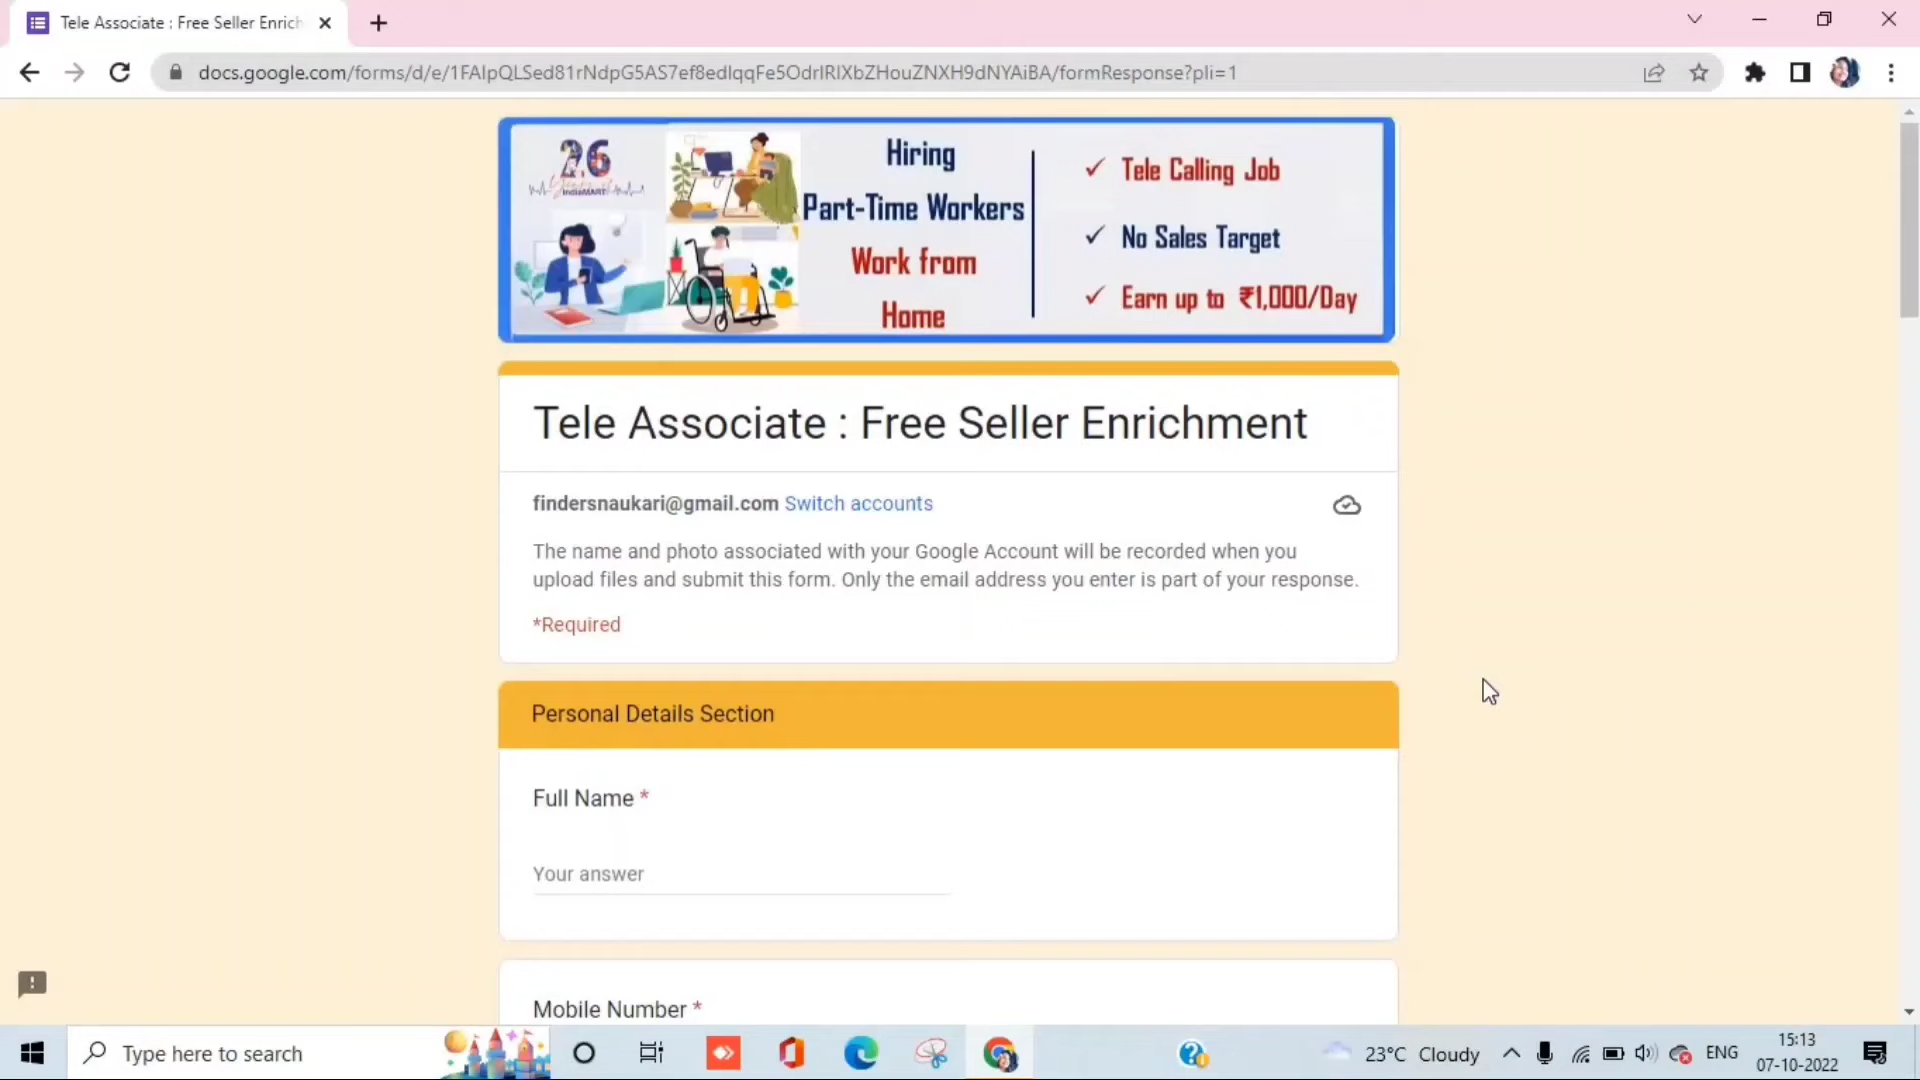 Tele Associate : Free Seller Enrich
docs.google.com/forms/d/e/1FAIpQLSed81rNdpG5AS7ef8edIqqFe5OdrIRIXbZHouZNXH9dNYAiBA/formResponse?pli=1
26
IndiaMART
Hiring
Part-Time Workers
Work from
Home
Tele Calling Job
No Sales Target
Earn up to ₹1,000/Day
Tele Associate : Free Seller Enrichment
findersnaukari@gmail.com Switch accounts
The name and photo associated with your Google Account will be recorded when you
upload files and submit this form. Only the email address you enter is part of your response.
*Required
Personal Details Section
Full Name *
Your answer
Mobile Number *
Type here to search
23°C Cloudy
ENG
15:13
07-10-2022